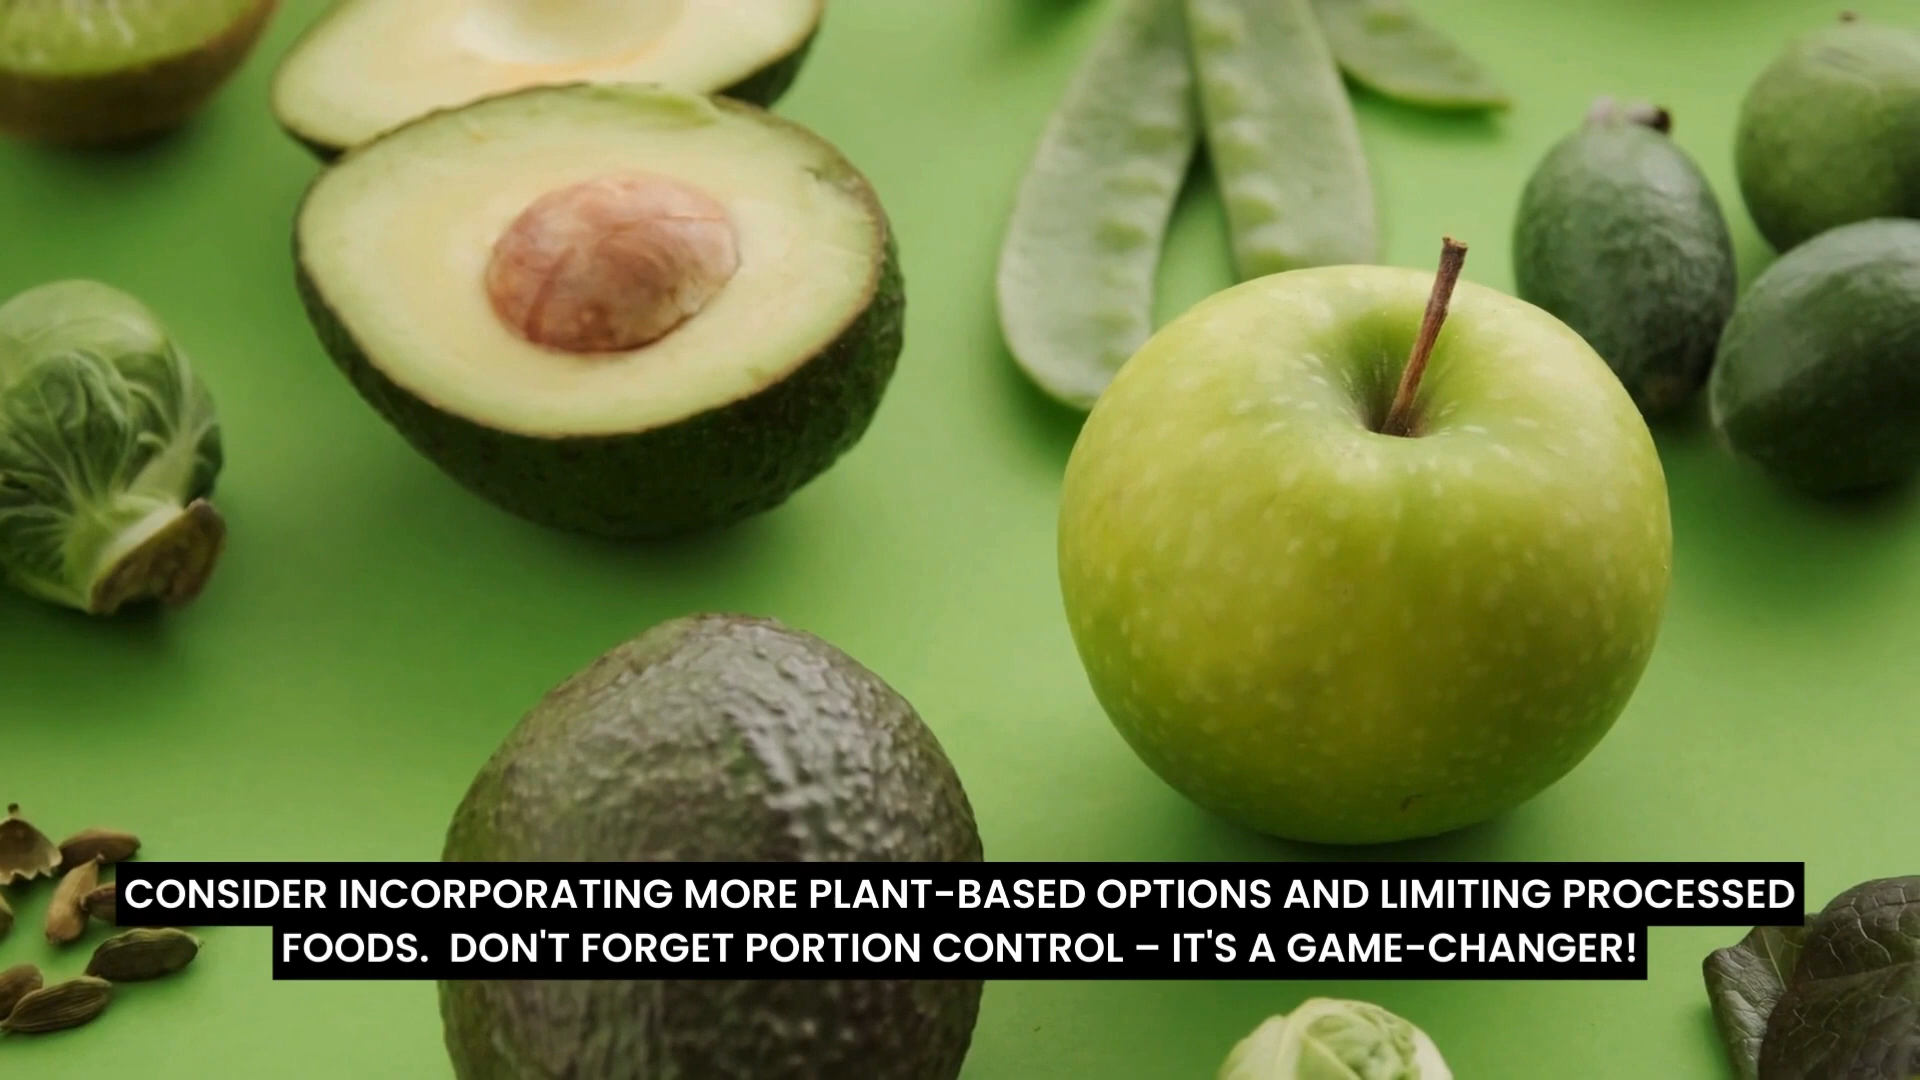 CONSIDER INCORPORATING MORE PLANT-BASED OPTIONS AND LIMITING PROCESSED
FOODS.  DON'T FORGET PORTION CONTROL – IT'S A GAME-CHANGER!